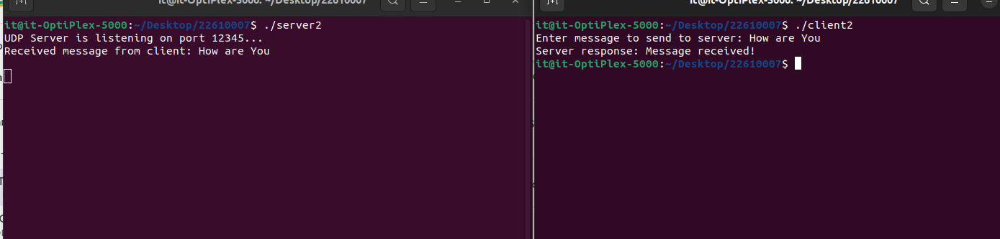 it@it-OptiPlex-5000: ~/Desktop/22610007
it@it-OptiPlex-5000:~/Desktop/22610007$ ./server2
UDP Server is listening on port 12345...
Received message from client: How are You
it@it-OptiPlex-5000: ~/Desktop/22610007
it@it-OptiPlex-5000:~/Desktop/22610007$ ./client2
Enter message to send to server: How are You
Server response: Message received!
it@it-OptiPlex-5000:~/Desktop/22610007$